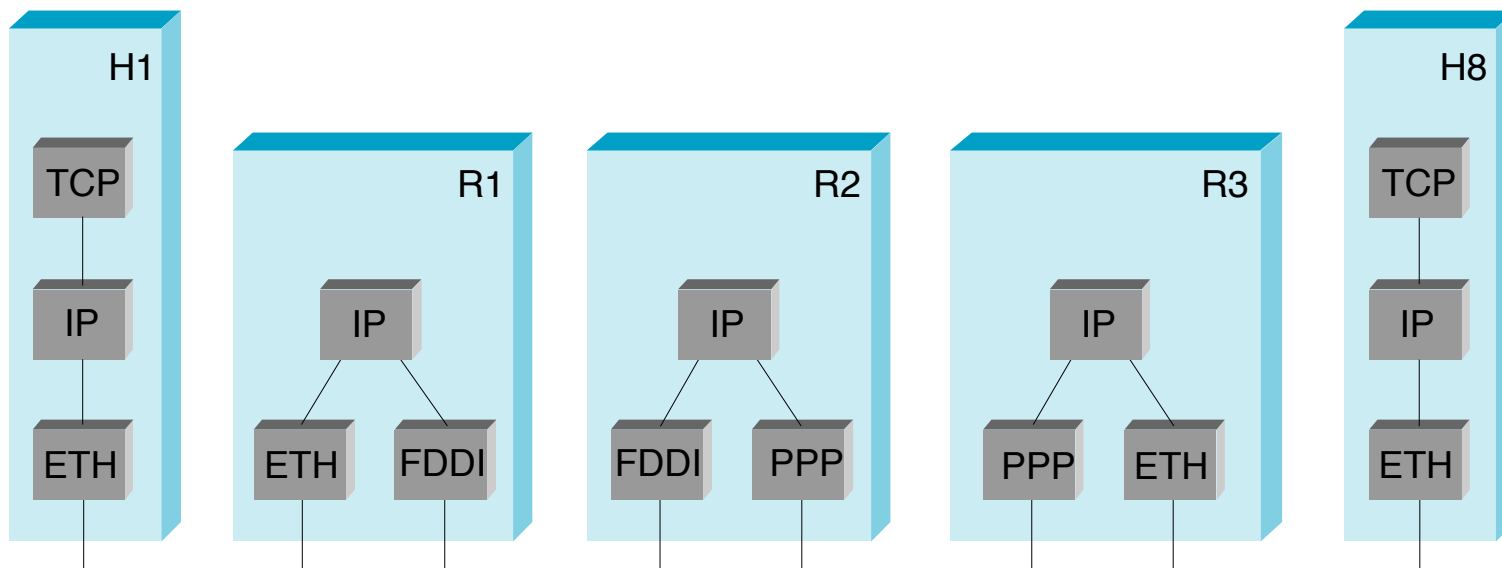 H1
TCP
IP
ETH
R1
IP
ETH FDDI
R2
IP
FDDI PPP
R3
IP
PPP ETH
H8
TCP
IP
ETH